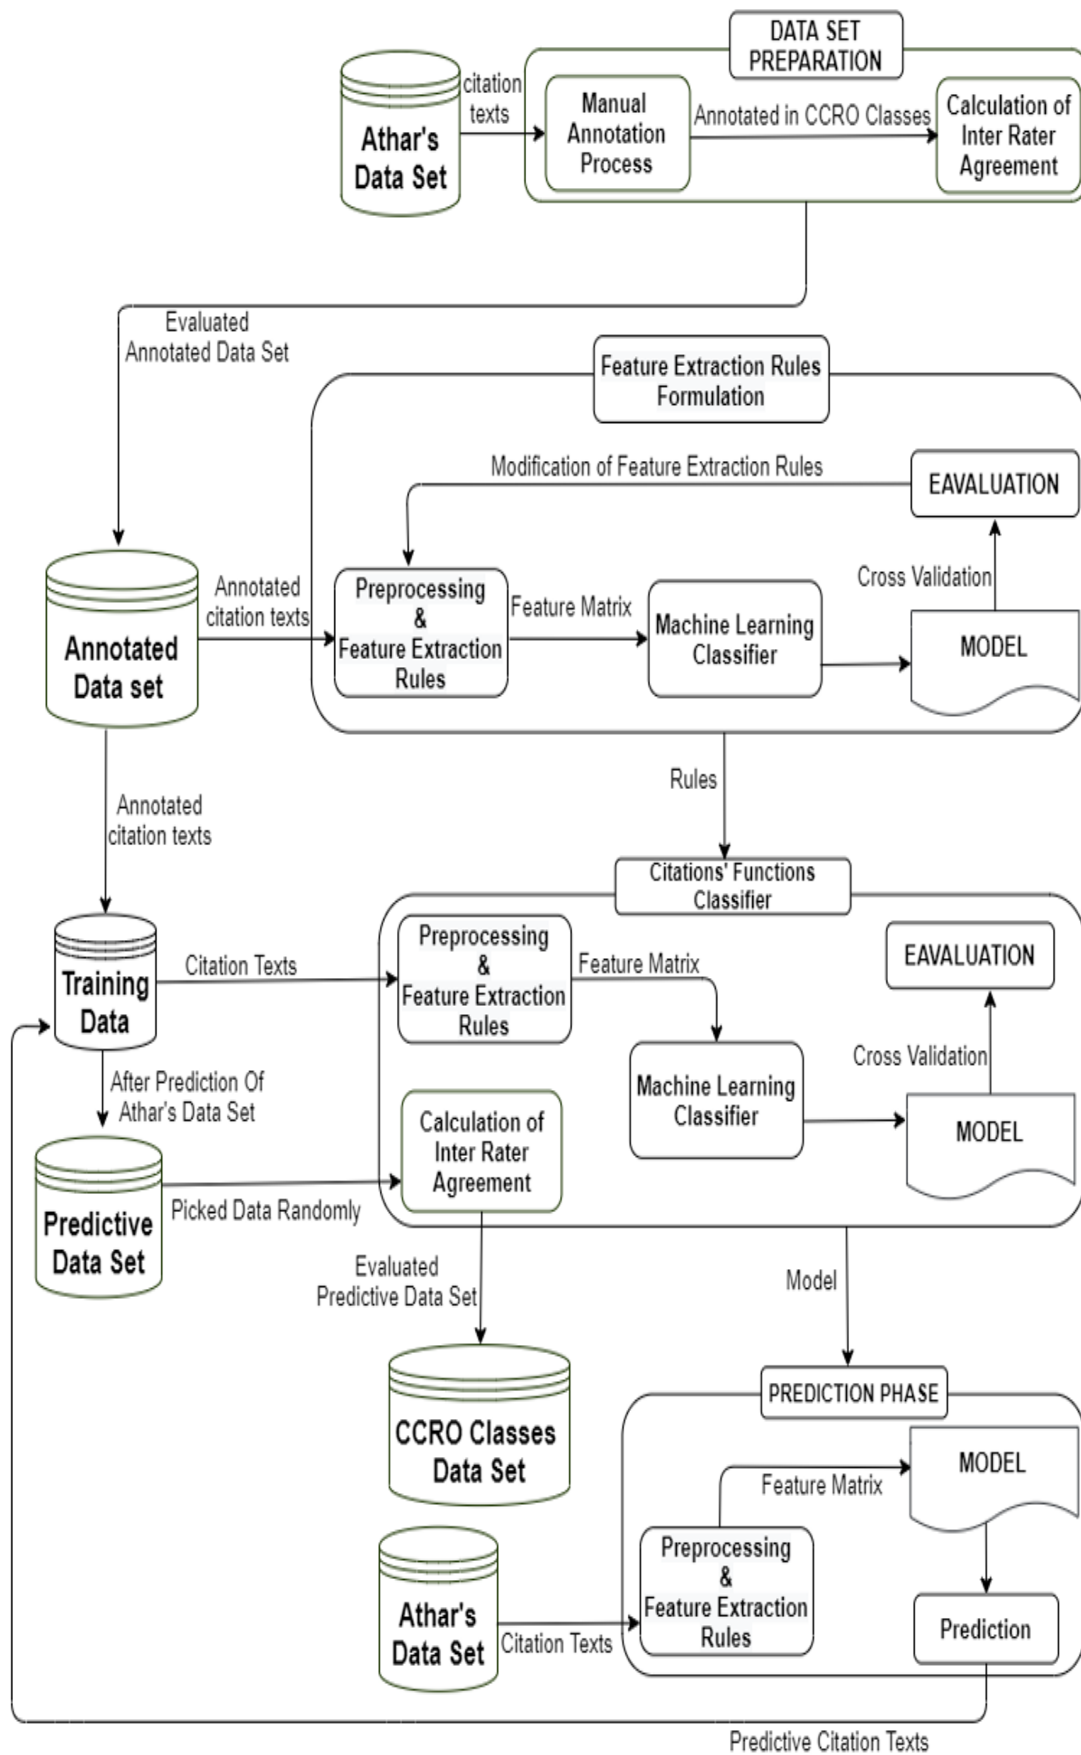 DATA SET
PREPARATION
citation
texts
Athar's
Data Set
Manual
Annotation
Process
Annotated in CCRO Classes
Calculation of
Inter Rater
Agreement
Evaluated
Annotated Data Set
Feature Extraction Rules
Formulation
Modification of Feature Extraction Rules
EAVALUATION
Annotated
Data set
Annotated
citation texts
Preprocessing
&
Feature Extraction
Rules
Feature Matrix
Machine Learning
Classifier
Cross Validation
MODEL
Rules
Annotated
citation texts
Citations' Functions
Classifier
Training
Data
Citation Texts
Preprocessing
&
Feature Extraction
Rules
Feature Matrix
EAVALUATION
Machine Learning
Classifier
Cross Validation
MODEL
After Prediction Of
Athar's Data Set
Predictive
Data Set
Picked Data Randomly
Calculation of
Inter Rater
Agreement
Evaluated
Predictive Data Set
Model
CCRO Classes
Data Set
PREDICTION PHASE
Feature Matrix
MODEL
Athar's
Data Set
Citation Texts
Preprocessing
&
Feature Extraction
Rules
Prediction
Predictive Citation Texts